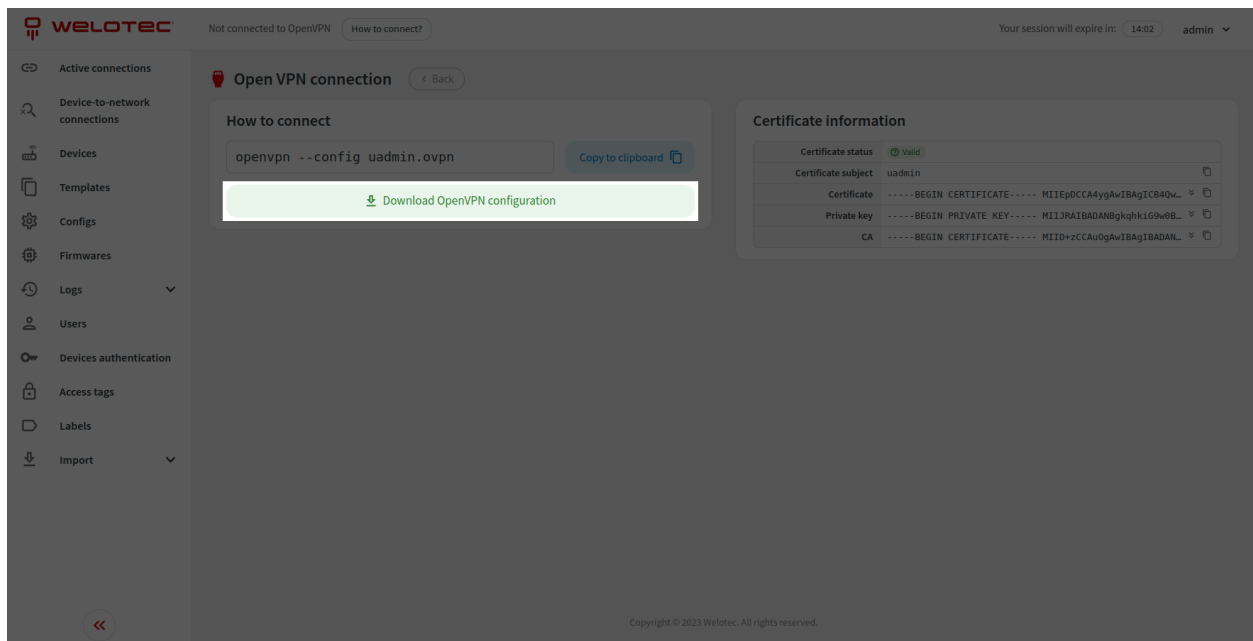 WELOTEC
Not connected to OpenVPN
How to connect?
Your session will expire in: 14:02
admin
Active connections
Device-to-network
connections
Devices
Templates
Configs
Firmwares
Logs
Users
Devices authentication
Access tags
Labels
Import
Open VPN connection
Back
How to connect
openvpn --config uadmin.ovpn
Copy to clipboard
Download OpenVPN configuration
Certificate information
Certificate status Valid
Certificate subject uadmin
Certificate -----BEGIN CERTIFICATE----- MIIEpDCCA4ygAwIBAgICB4Qw…
Private key -----BEGIN PRIVATE KEY----- MIIJRAIBADANBgkqhkiG9w0B…
CA -----BEGIN CERTIFICATE----- MIID+zCCAuOgAwIBAgIBADAN…
Copyright © 2023 Welotec. All rights reserved.